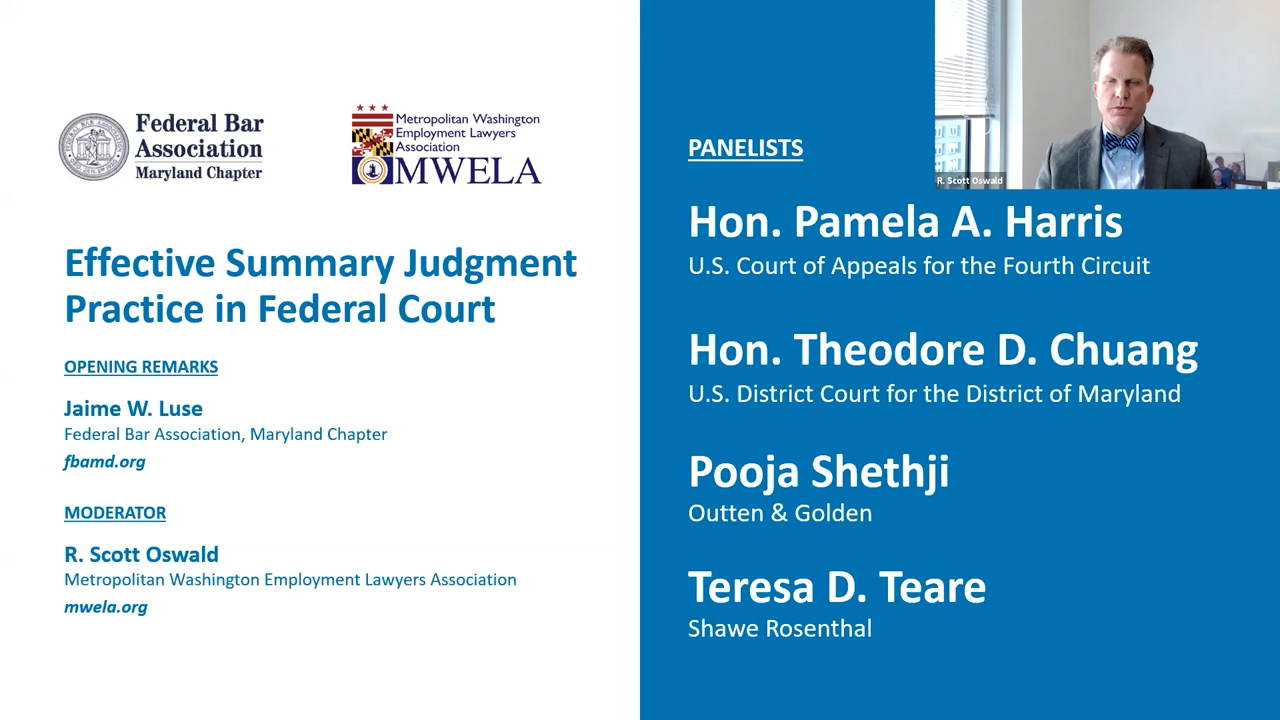 Federal Bar
Association
Maryland Chapter
Metropolitan Washington
Employment Lawyers
Association
MWELA
Effective Summary Judgment
Practice in Federal Court
OPENING REMARKS
Jaime W. Luse
Federal Bar Association, Maryland Chapter
fbamd.org
MODERATOR
R. Scott Oswald
Metropolitan Washington Employment Lawyers Association
mwela.org
PANELISTS
R. Scott Oswald
Hon. Pamela A. Harris
U.S. Court of Appeals for the Fourth Circuit
Hon. Theodore D. Chuang
U.S. District Court for the District of Maryland
Pooja Shethji
Outten & Golden
Teresa D. Teare
Shawe Rosenthal